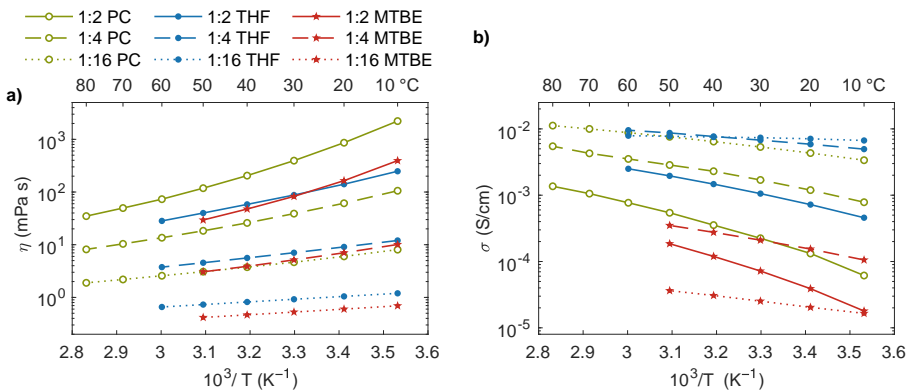 1:2 PC 1:2 THF 1:2 MTBE
1:4 PC 1:4 THF 1:4 MTBE
1:16 PC 1:16 THF 1:16 MTBE
a)
80 70 60 50 40 30 20 10 °C
10³
10²
10¹
10⁰
η (mPa s)
2.8 2.9 3 3.1 3.2 3.3 3.4 3.5 3.6
10³/ T (K⁻¹)
b)
80 70 60 50 40 30 20 10 °C
10⁻²
10⁻³
10⁻⁴
10⁻⁵
σ (S/cm)
2.8 2.9 3 3.1 3.2 3.3 3.4 3.5 3.6
10³/T (K⁻¹)